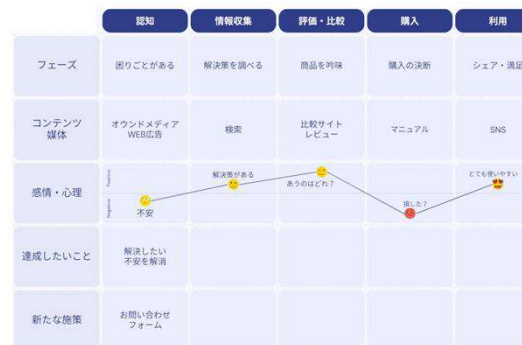 認知
情報収集
評価・比較
購入
利用
フェーズ
困りごとがある
解決策を調べる
商品を吟味
購入の決断
シェア・満足
コンテンツ
媒体
オウンドメディア
WEB広告
検索
比較サイト
レビュー
マニュアル
SNS
感情・心理
Positive
Negative
不安
解決策がある
あうのはどれ？
損した？
とても使いやすい
達成したいこと
解決したい
不安を解消
新たな施策
お問い合わせ
フォーム